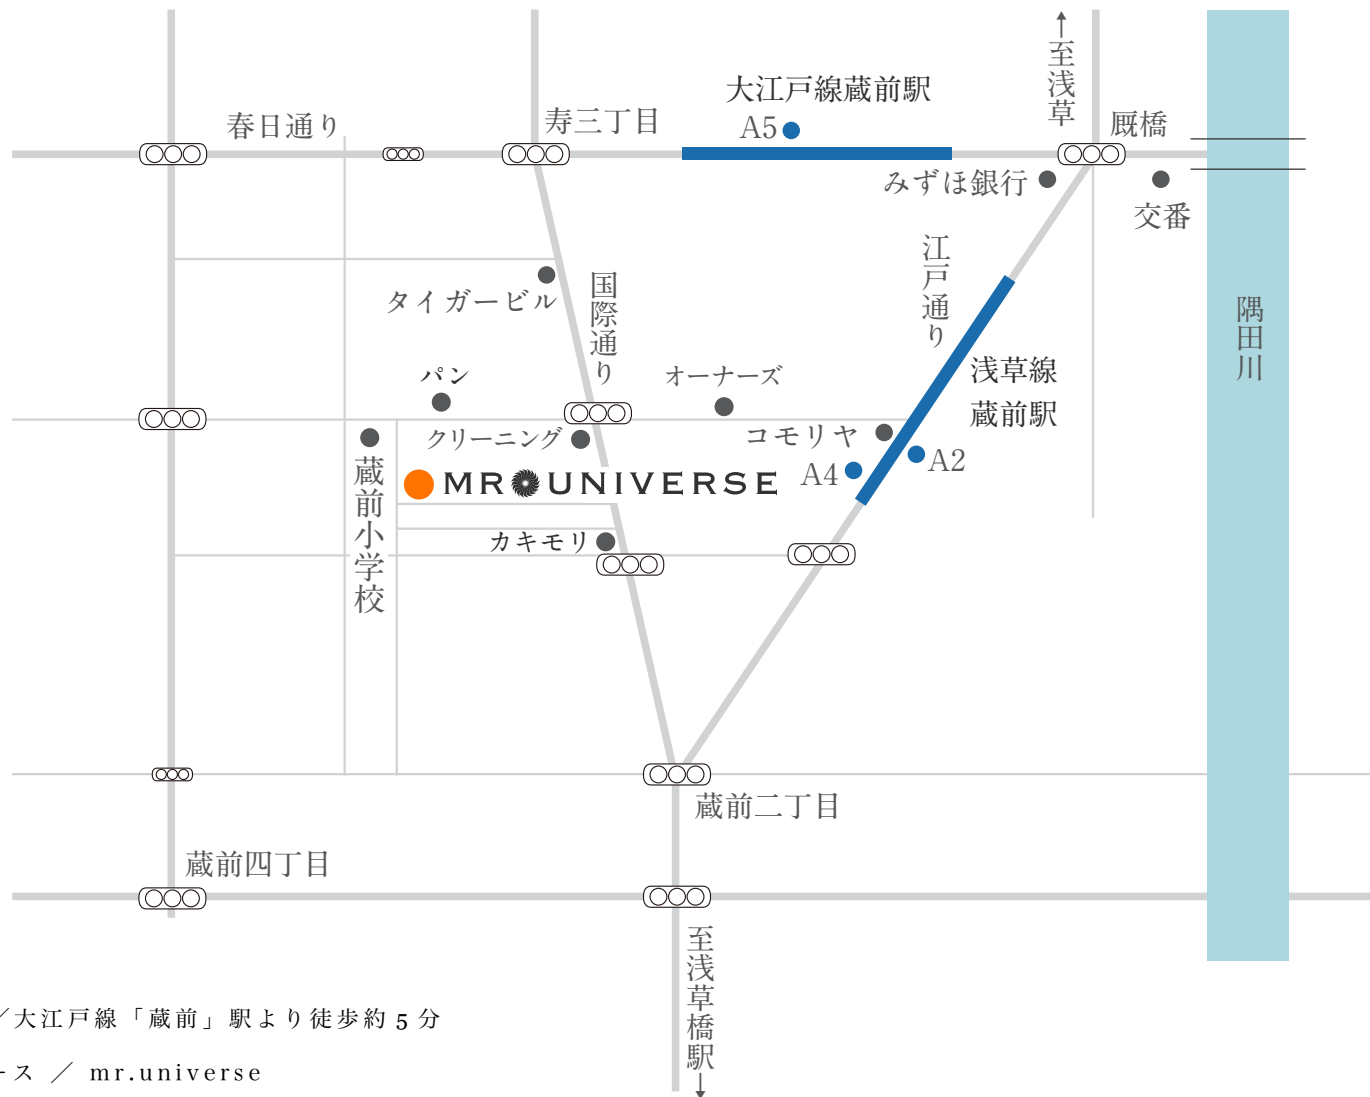 至浅草
大江戸線蔵前駅
A5
春日通り
寿三丁目
厩橋
みずほ銀行
交番
江戸通り
国際通り
タイガービル
隅田川
パン
オーナーズ
浅草線
蔵前駅
クリーニング
コモリヤ
A4
A2
蔵前小学校
MR UNIVERSE
カキモリ
蔵前二丁目
蔵前四丁目
至浅草橋駅
／大江戸線「蔵前」駅より徒歩約 5 分
ース ／ mr.universe